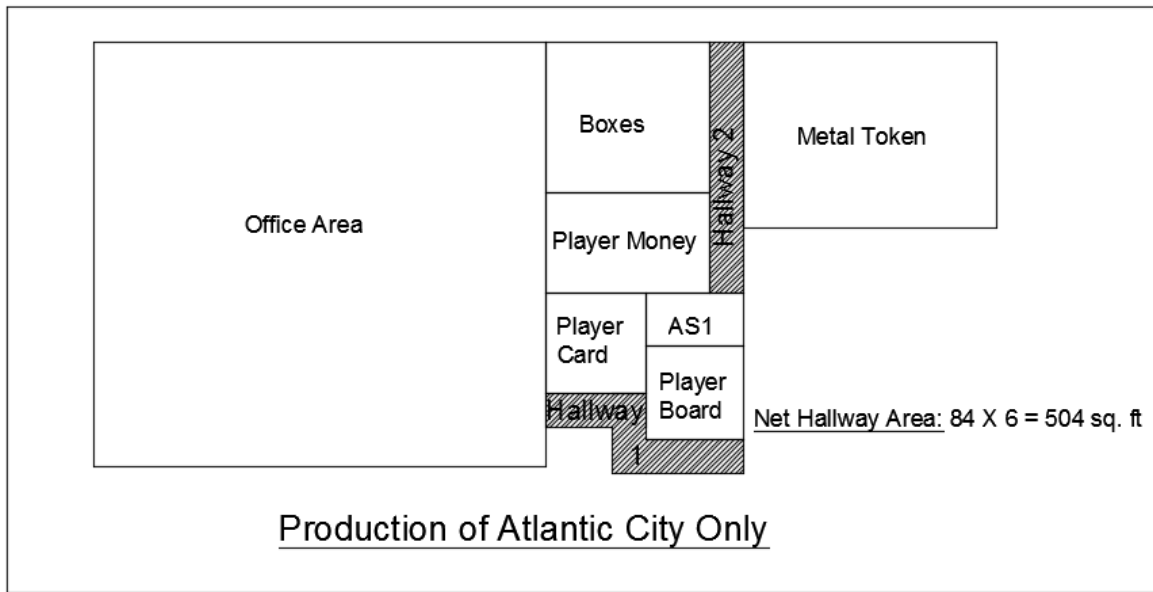 Boxes
Hallway 2
Metal Token
Office Area
Player Money
Player
Card
AS1
Player
Board
Hallway
1
Net Hallway Area: 84 X 6 = 504 sq. ft
Production of Atlantic City Only